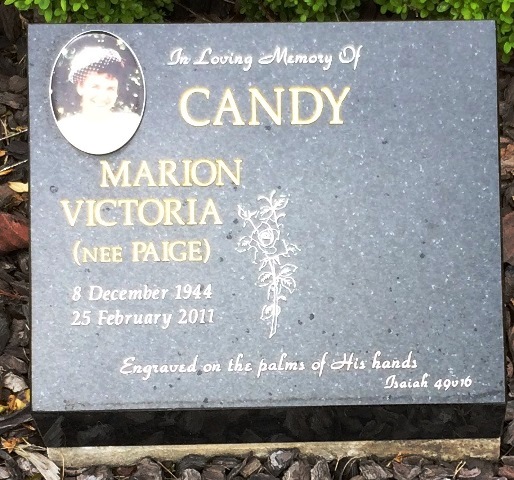 In Loving Memory Of
CANDY
MARION
VICTORIA
(NEE PAIGE)
8 December 1944
25 February 2011
Engraved on the palms of His hands
Isaiah 49v16